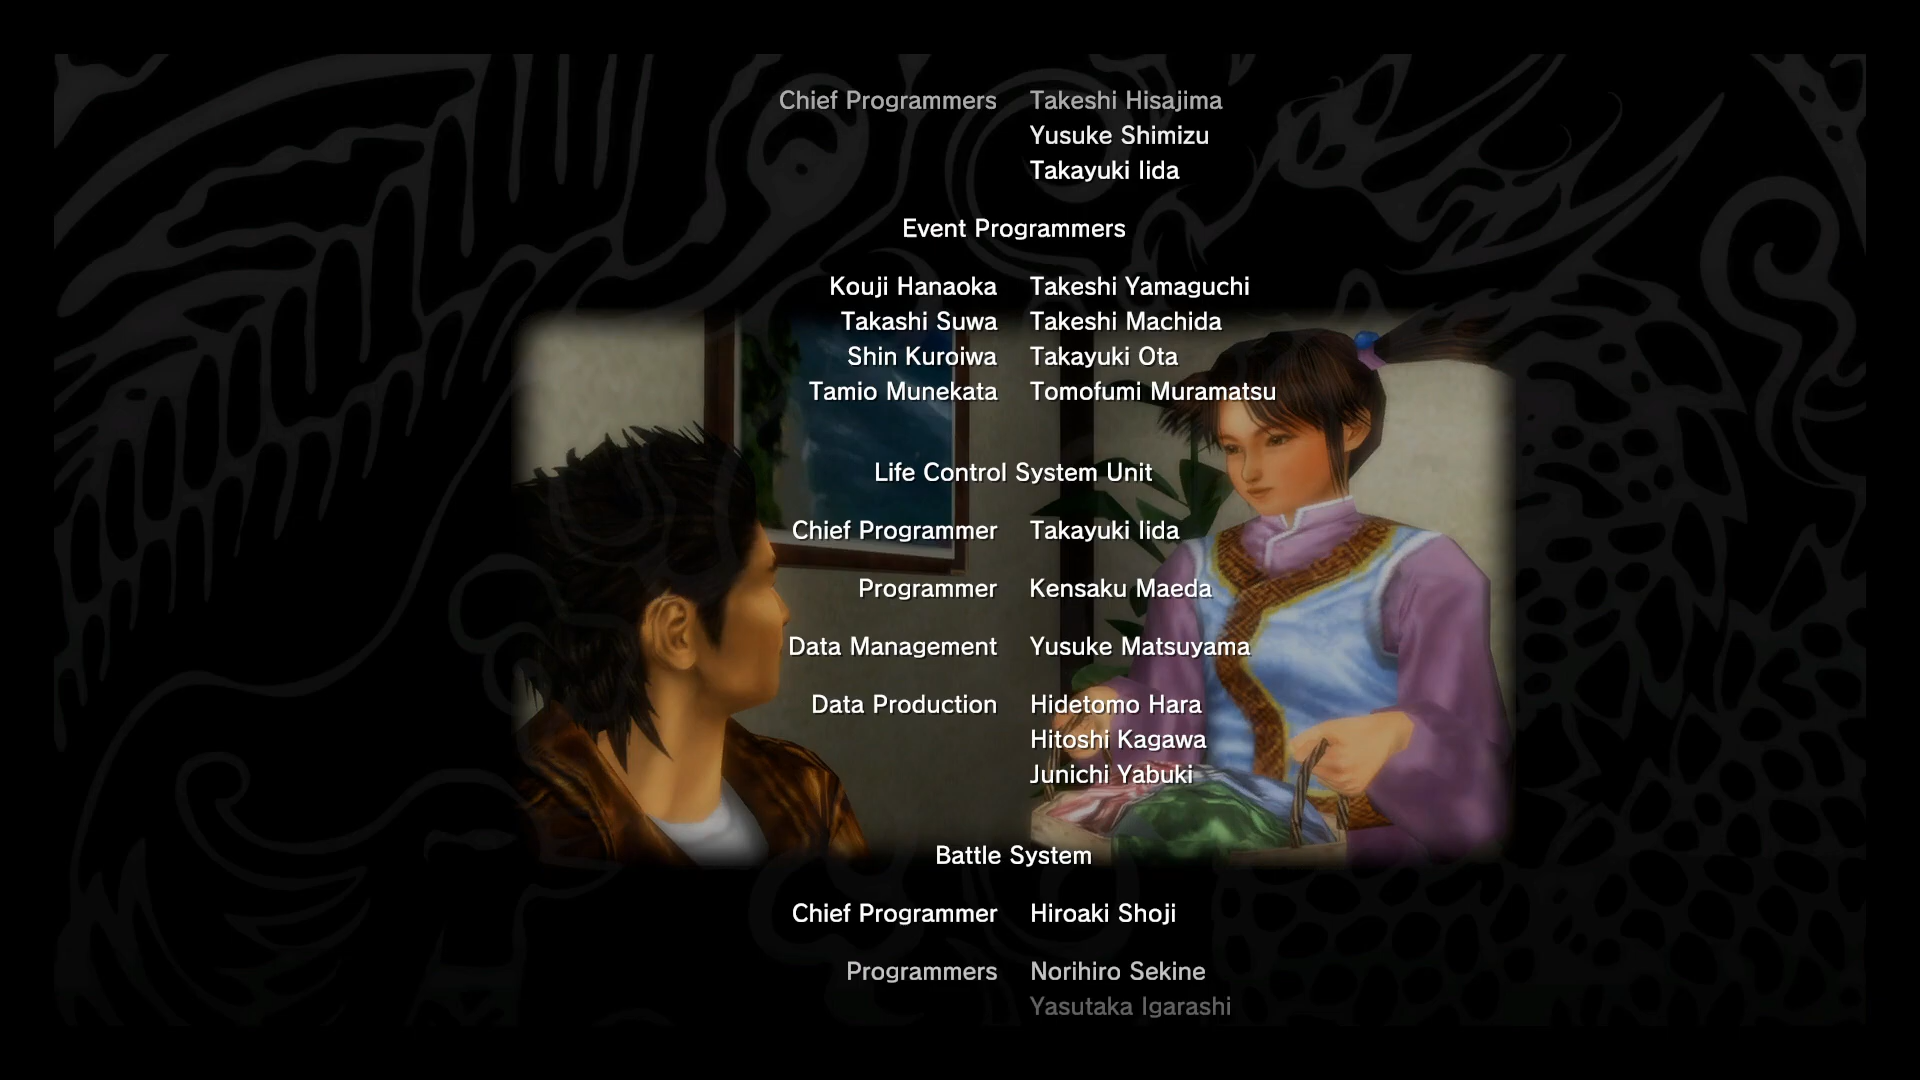 Chief Programmers Takeshi Hisajima
Yusuke Shimizu
Takayuki Iida
Event Programmers
Kouji Hanaoka Takeshi Yamaguchi
Takashi Suwa Takeshi Machida
Shin Kuroiwa Takayuki Ota
Tamio Munekata Tomofumi Muramatsu
Life Control System Unit
Chief Programmer Takayuki Iida
Programmer Kensaku Maeda
Data Management Yusuke Matsuyama
Data Production Hidetomo Hara
Hitoshi Kagawa
Junichi Yabuki
Battle System
Chief Programmer Hiroaki Shoji
Programmers Norihiro Sekine
Yasutaka Igarashi